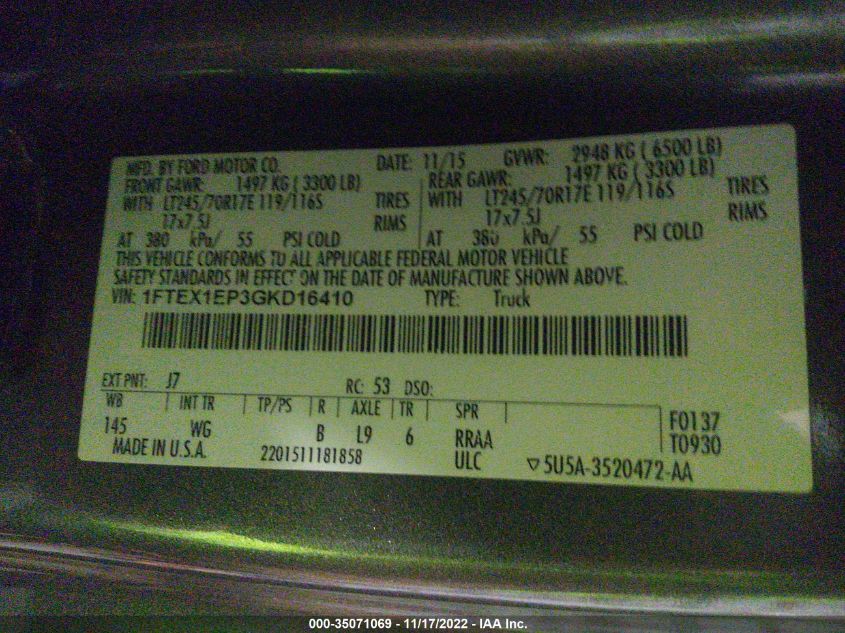 MFD. BY FORD MOTOR CO. DATE: 11/15 GVWR: 2948 KG ( 6500 LB)
FRONT GAWR: 1497 KG ( 3300 LB) REAR GAWR: 1497 KG ( 3300 LB)
WITH LT245/70R17E 119/116S TIRES WITH LT245/70R17E 119/116S TIRES
17x7.5J RIMS 17x7.5J RIMS
AT 380 kPa/ 55 PSI COLD AT 380 kPa/ 55 PSI COLD
THIS VEHICLE CONFORMS TO ALL APPLICABLE FEDERAL MOTOR VEHICLE
SAFETY STANDARDS IN EFFECT ON THE DATE OF MANUFACTURE SHOWN ABOVE.
VIN: 1FTEX1EP3GKD16410 TYPE: Truck
EXT PNT: J7 RC: 53 DSO:
WB INT TR TP/PS R AXLE TR SPR
145 WG B L9 6 RRAA F0137
MADE IN U.S.A. 2201511181858 ULC T0930
▽5U5A-3520472-AA
000-35071069 - 11/17/2022 - IAA Inc.